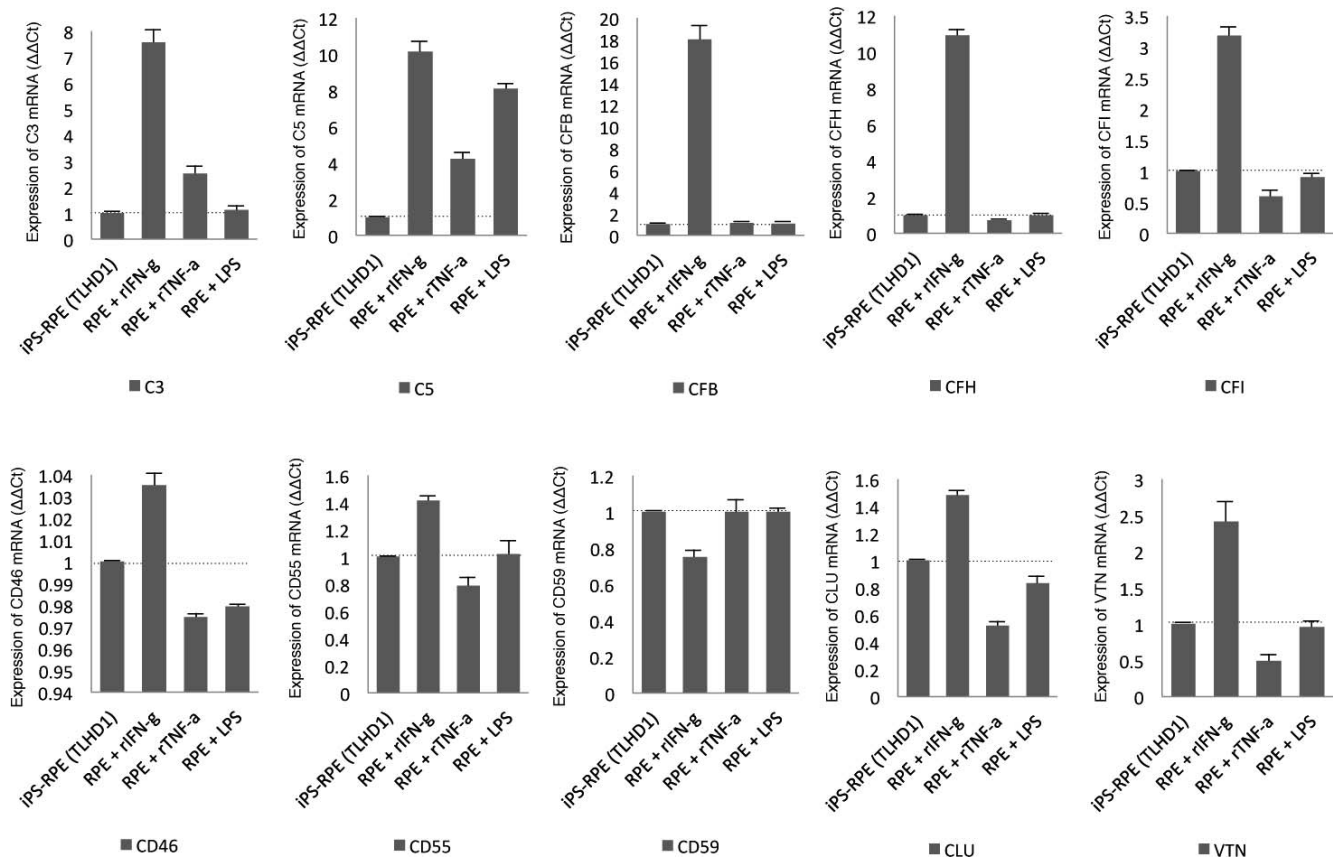 Expression of C3 mRNA (ΔΔCt)
8
7
6
5
4
3
2
1
0
iPS-RPE (TLHD1)
RPE + rIFN-g
RPE + rTNF-a
RPE + LPS
C3
Expression of C5 mRNA (ΔΔCt)
12
10
8
6
4
2
0
iPS-RPE (TLHD1)
RPE + rIFN-g
RPE + rTNF-a
RPE + LPS
C5
Expression of CFB mRNA (ΔΔCt)
20
18
16
14
12
10
8
6
4
2
0
iPS-RPE (TLHD1)
RPE + rIFN-g
RPE + rTNF-a
RPE + LPS
CFB
Expression of CFH mRNA (ΔΔCt)
12
10
8
6
4
2
0
iPS-RPE (TLHD1)
RPE + rIFN-g
RPE + rTNF-a
RPE + LPS
CFH
Expression of CFI mRNA (ΔΔCt)
3.5
3
2.5
2
1.5
1
0.5
0
iPS-RPE (TLHD1)
RPE + rIFN-g
RPE + rTNF-a
RPE + LPS
CFI
Expression of CD46 mRNA (ΔΔCt)
1.04
1.03
1.02
1.01
1
0.99
0.98
0.97
0.96
0.95
0.94
iPS-RPE (TLHD1)
RPE + rIFN-g
RPE + rTNF-a
RPE + LPS
CD46
Expression of CD55 mRNA (ΔΔCt)
1.6
1.4
1.2
1
0.8
0.6
0.4
0.2
0
iPS-RPE (TLHD1)
RPE + rIFN-g
RPE + rTNF-a
RPE + LPS
CD55
Expression of CD59 mRNA (ΔΔCt)
1.2
1
0.8
0.6
0.4
0.2
0
iPS-RPE (TLHD1)
RPE + rIFN-g
RPE + rTNF-a
RPE + LPS
CD59
Expression of CLU mRNA (ΔΔCt)
1.6
1.4
1.2
1
0.8
0.6
0.4
0.2
0
iPS-RPE (TLHD1)
RPE + rIFN-g
RPE + rTNF-a
RPE + LPS
CLU
Expression of VTN mRNA (ΔΔCt)
3
2.5
2
1.5
1
0.5
0
iPS-RPE (TLHD1)
RPE + rIFN-g
RPE + rTNF-a
RPE + LPS
VTN